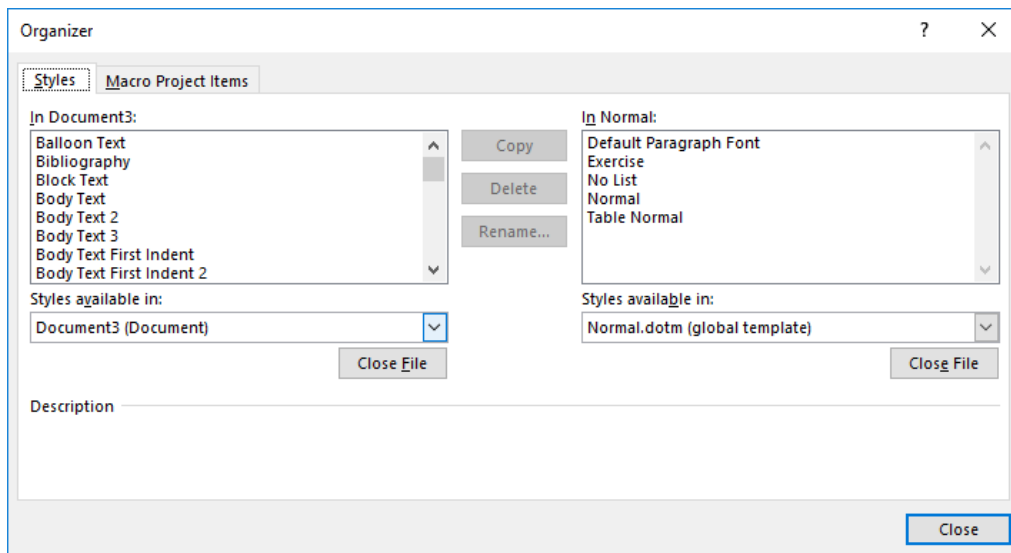 Organizer
?
Styles
Macro Project Items
In Document3:
Balloon Text
Bibliography
Block Text
Body Text
Body Text 2
Body Text 3
Body Text First Indent
Body Text First Indent 2
Styles available in:
Document3 (Document)
Close File
Copy
Delete
Rename...
In Normal:
Default Paragraph Font
Exercise
No List
Normal
Table Normal
Styles available in:
Normal.dotm (global template)
Close File
Description
Close